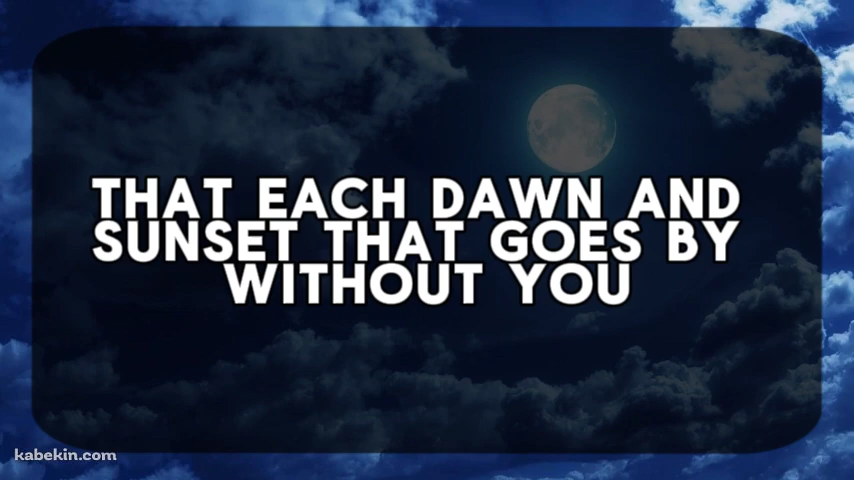 THAT EACH DAWN AND
SUNSET THAT GOES BY
WITHOUT YOU
kabekin.com